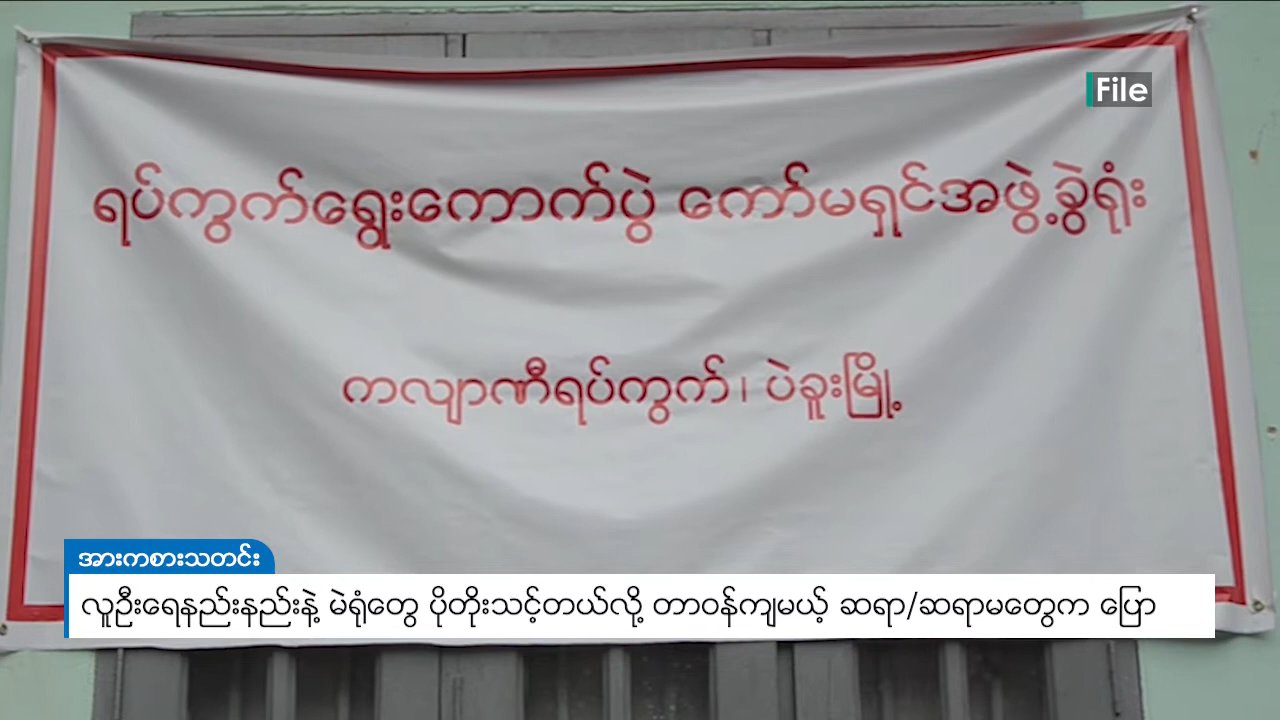 File
ရပ်ကွက်ရွေးကောက်ပွဲ ကော်မရှင်အဖွဲ့ခွဲရုံး
ကလျာဏီရပ်ကွက်၊ ပဲခူးမြို့
အားကစားသတင်း
လူဦးရေနည်းနည်းနဲ့ မဲရုံတွေ ပိုတိုးသင့်တယ်လို့ တာဝန်ကျမယ့် ဆရာ/ဆရာမတွေက ပြော